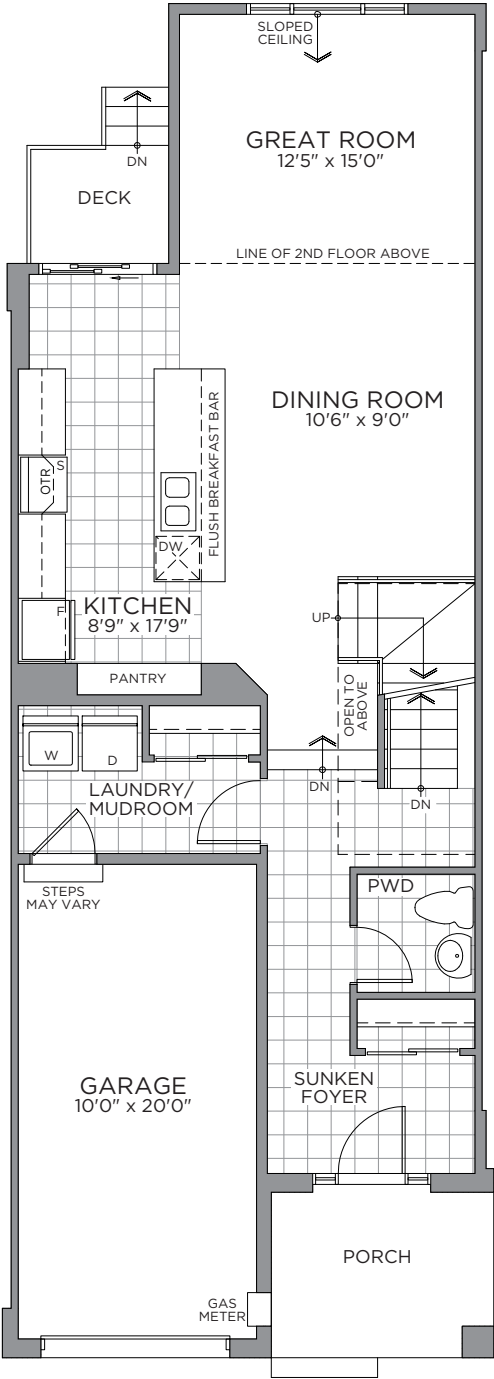 SLOPED
CEILING
GREAT ROOM
12'5" x 15'0"
DN
DECK
LINE OF 2ND FLOOR ABOVE
DINING ROOM
10'6" x 9'0"
FLUSH BREAKFAST BAR
S
OTR
DW
F
KITCHEN
8'9" x 17'9"
UP
PANTRY
OPEN TO
ABOVE
W
D
LAUNDRY/
MUDROOM
DN
DN
STEPS
MAY VARY
PWD
SUNKEN
FOYER
GARAGE
10'0" x 20'0"
PORCH
GAS
METER